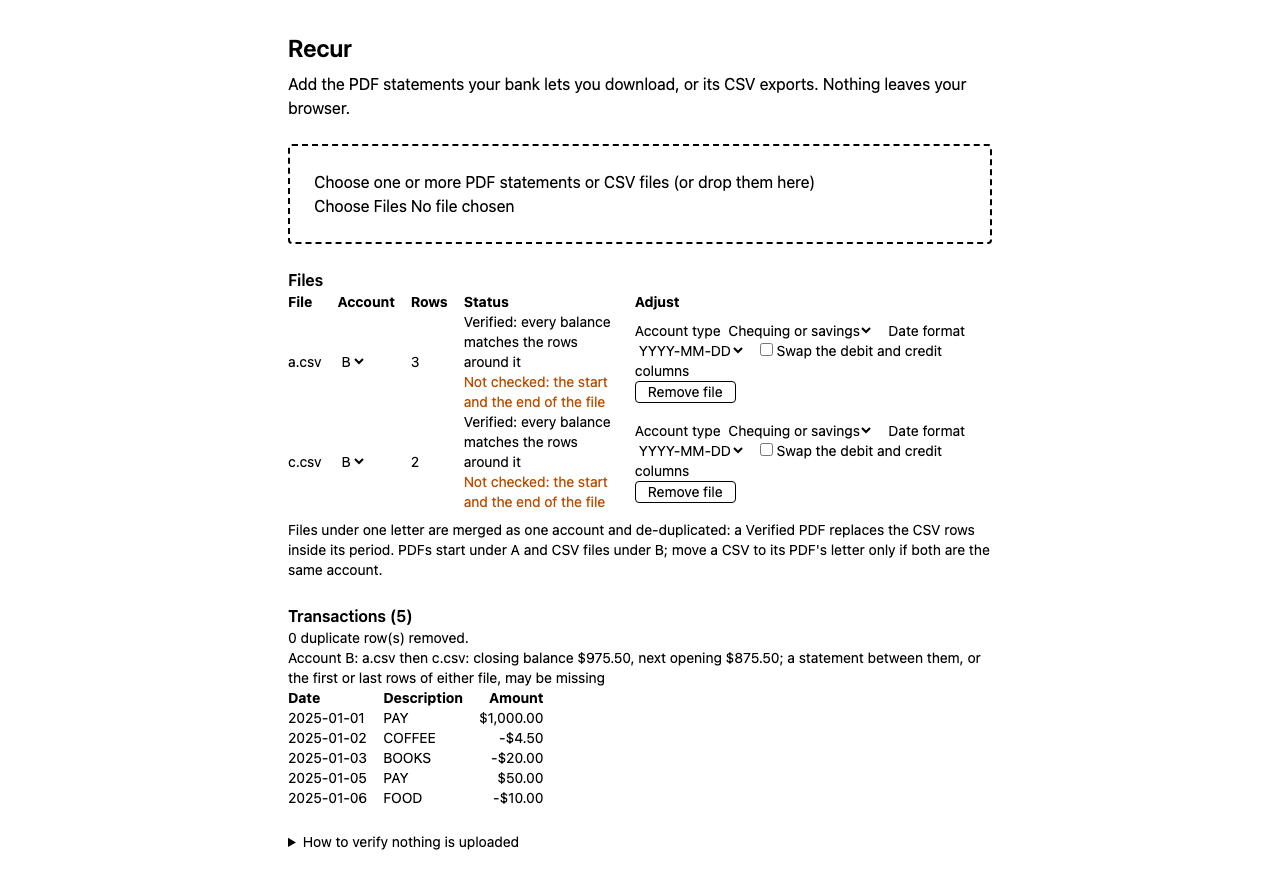 Recur
Add the PDF statements your bank lets you download, or its CSV exports. Nothing leaves your
browser.
Choose one or more PDF statements or CSV files (or drop them here)
Choose Files No file chosen
Files
File Account Rows Status Adjust
a.csv B 3 Verified: every balance
matches the rows
around it
Not checked: the start
and the end of the file
Account type Chequing or savings Date format
YYYY-MM-DD Swap the debit and credit
columns
Remove file
c.csv B 2 Verified: every balance
matches the rows
around it
Not checked: the start
and the end of the file
Account type Chequing or savings Date format
YYYY-MM-DD Swap the debit and credit
columns
Remove file
Files under one letter are merged as one account and de-duplicated: a Verified PDF replaces the CSV rows
inside its period. PDFs start under A and CSV files under B; move a CSV to its PDF's letter only if both are the
same account.
Transactions (5)
0 duplicate row(s) removed.
Account B: a.csv then c.csv: closing balance $975.50, next opening $875.50; a statement between them, or
the first or last rows of either file, may be missing
Date Description Amount
2025-01-01 PAY $1,000.00
2025-01-02 COFFEE -$4.50
2025-01-03 BOOKS -$20.00
2025-01-05 PAY $50.00
2025-01-06 FOOD -$10.00
How to verify nothing is uploaded